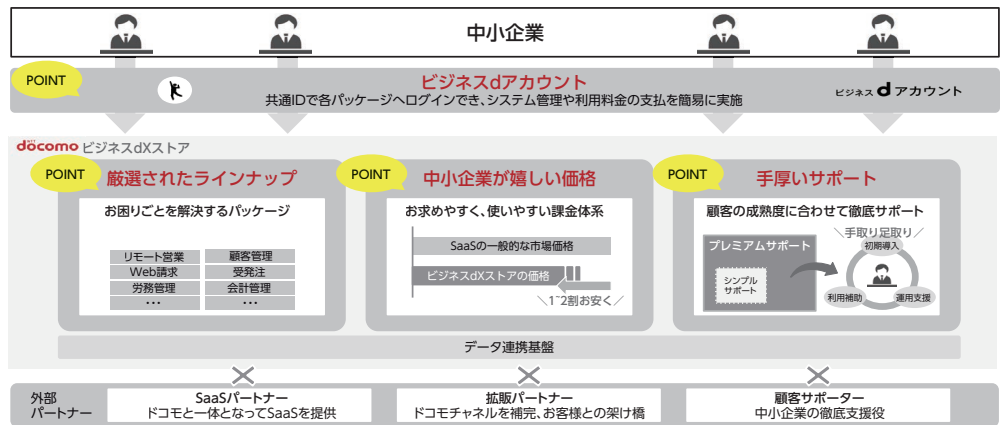 中小企業
POINT
ビジネスdアカウント
共通IDで各パッケージへログインでき、システム管理や利用料金の支払を簡易に実施
ビジネス d アカウント
döcomo ビジネスdXストア
POINT
厳選されたラインナップ
お困りごとを解決するパッケージ
リモート営業
顧客管理
Web請求
受発注
労務管理
会計管理
・・・
・・・
POINT
中小企業が嬉しい価格
お求めやすく、使いやすい課金体系
SaaSの一般的な市場価格
ビジネスdXストアの価格
＼1~2割お安く／
POINT
手厚いサポート
顧客の成熟度に合わせて徹底サポート
プレミアムサポート
シンプル
サポート
＼手取り足取り／
初期導入
利用補助
運用支援
データ連携基盤
外部
パートナー
SaaSパートナー
ドコモと一体となってSaaSを提供
拡販パートナー
ドコモチャネルを補完、お客様との架け橋
顧客サポーター
中小企業の徹底支援役